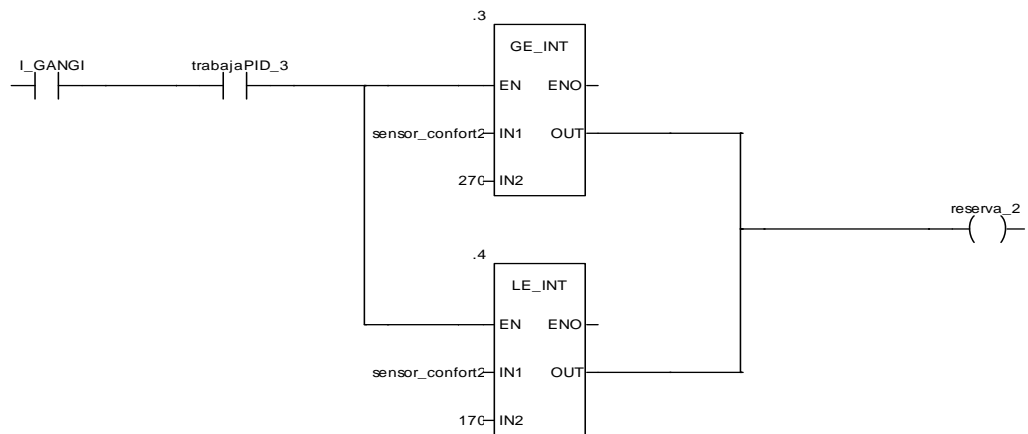 .3
GE_INT
I_GANGI
trabajaPID_3
EN ENO
sensor_confort2 IN1 OUT
270 IN2
reserva_2
.4
LE_INT
EN ENO
sensor_confort2 IN1 OUT
170 IN2